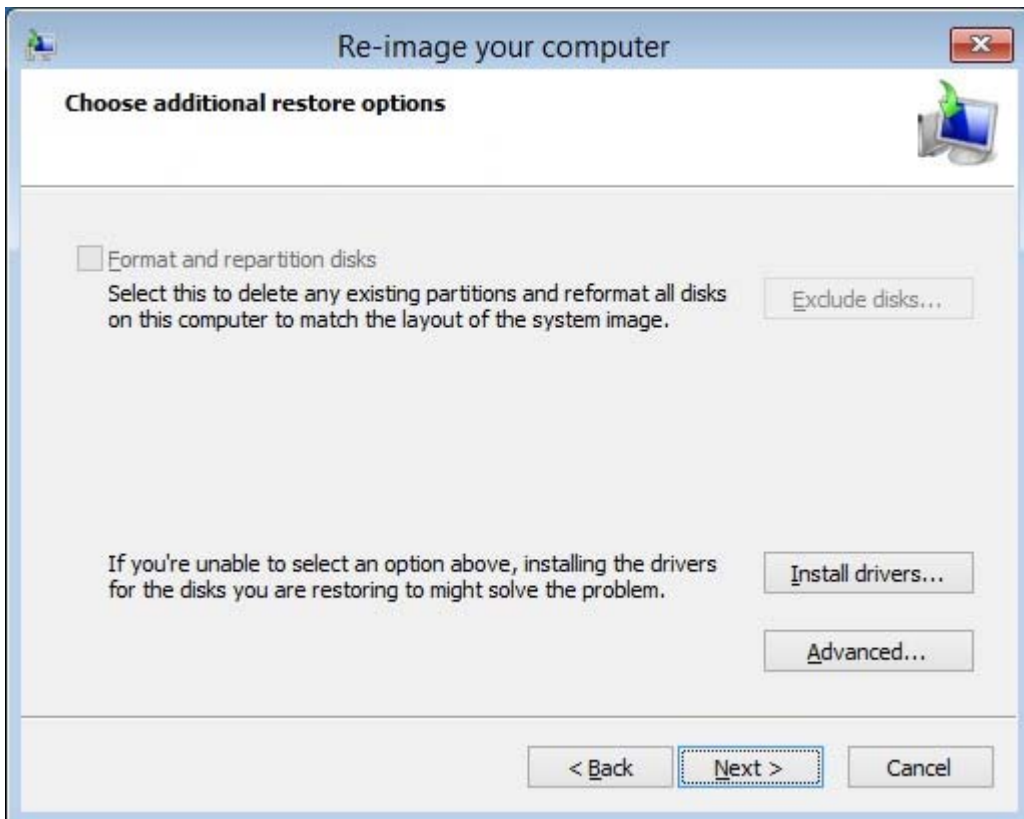 Re-image your computer
Choose additional restore options
Format and repartition disks
Select this to delete any existing partitions and reformat all disks
on this computer to match the layout of the system image.
Exclude disks...
If you're unable to select an option above, installing the drivers
for the disks you are restoring to might solve the problem.
Install drivers...
Advanced...
< Back
Next >
Cancel